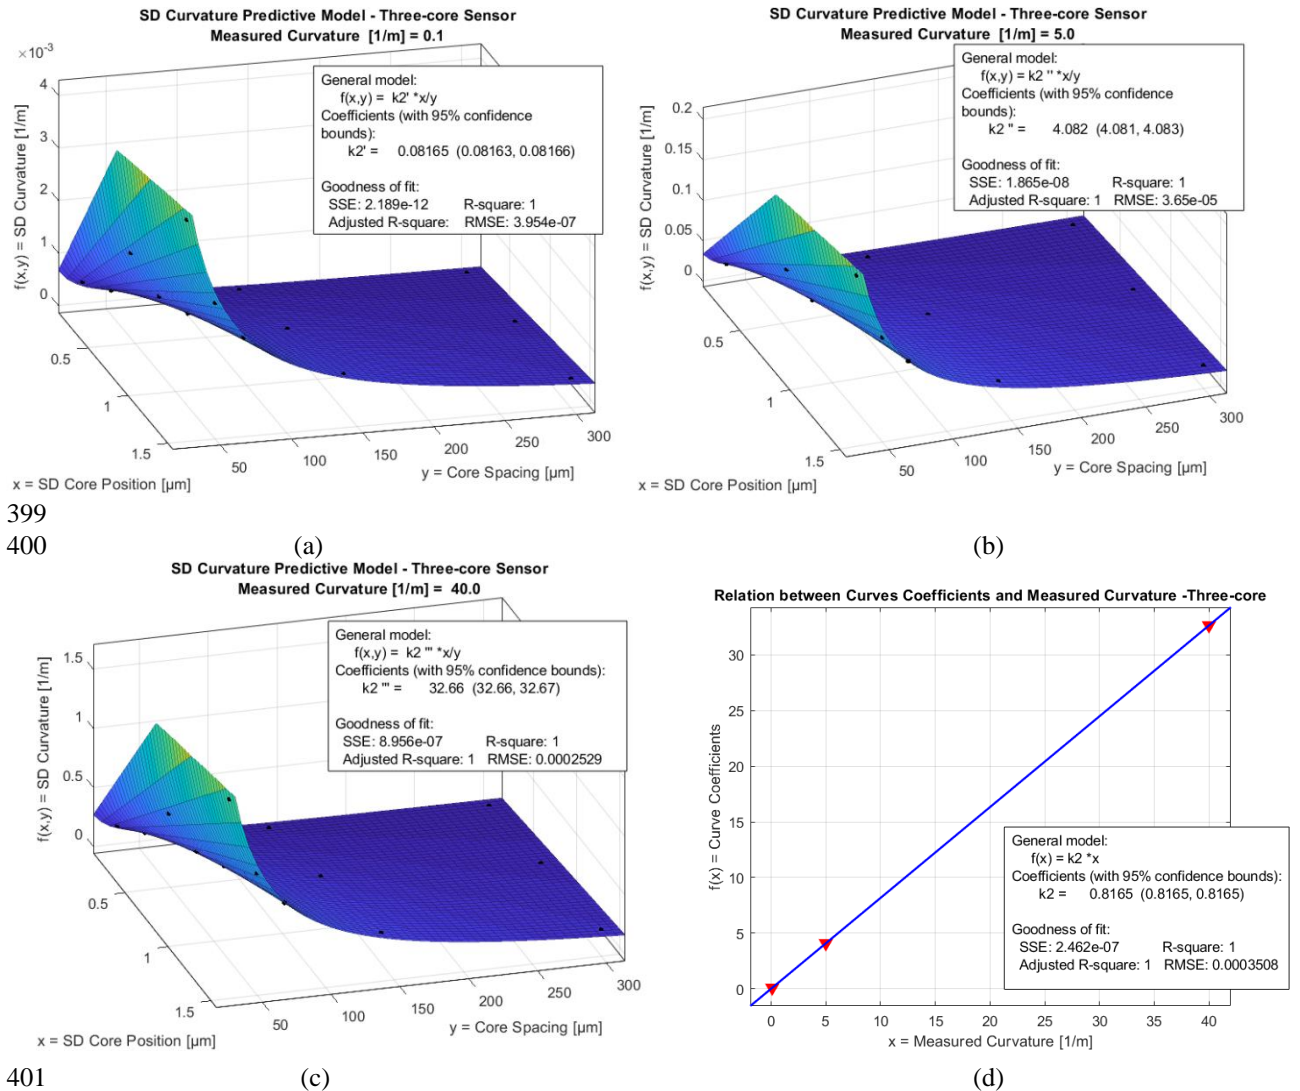 SD Curvature Predictive Model - Three-core Sensor
Measured Curvature [1/m] = 0.1
×10⁻³
4
3
2
1
0
f(x,y) = SD Curvature [1/m]
0.5
1
1.5
x = SD Core Position [µm]
50
100
150
200
250
300
y = Core Spacing [µm]
General model:
f(x,y) = k2' *x/y
Coefficients (with 95% confidence
bounds):
k2' = 0.08165 (0.08163, 0.08166)
Goodness of fit:
SSE: 2.189e-12 R-square: 1
Adjusted R-square: RMSE: 3.954e-07
399
400
(a)
SD Curvature Predictive Model - Three-core Sensor
Measured Curvature [1/m] = 5.0
0.2
0.15
0.1
0.05
0
f(x,y) = SD Curvature [1/m]
0.5
1
1.5
x = SD Core Position [µm]
50
100
150
200
250
300
y = Core Spacing [µm]
General model:
f(x,y) = k2 '' *x/y
Coefficients (with 95% confidence
bounds):
k2 '' = 4.082 (4.081, 4.083)
Goodness of fit:
SSE: 1.865e-08 R-square: 1
Adjusted R-square: 1 RMSE: 3.65e-05
(b)
SD Curvature Predictive Model - Three-core Sensor
Measured Curvature [1/m] = 40.0
1.5
1
0.5
0
f(x,y) = SD Curvature [1/m]
0.5
1
1.5
x = SD Core Position [µm]
50
100
150
200
250
300
y = Core Spacing [µm]
General model:
f(x,y) = k2 ''' *x/y
Coefficients (with 95% confidence bounds):
k2 ''' = 32.66 (32.66, 32.67)
Goodness of fit:
SSE: 8.956e-07 R-square: 1
Adjusted R-square: 1 RMSE: 0.0002529
401
(c)
Relation between Curves Coefficients and Measured Curvature -Three-core
30
25
20
15
10
5
0
f(x) = Curve Coefficients
0
5
10
15
20
25
30
35
40
x = Measured Curvature [1/m]
General model:
f(x) = k2 *x
Coefficients (with 95% confidence bounds):
k2 = 0.8165 (0.8165, 0.8165)
Goodness of fit:
SSE: 2.462e-07 R-square: 1
Adjusted R-square: 1 RMSE: 0.0003508
(d)